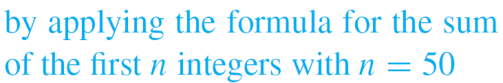 by applying the formula for the sum
of the first n integers with n = 50